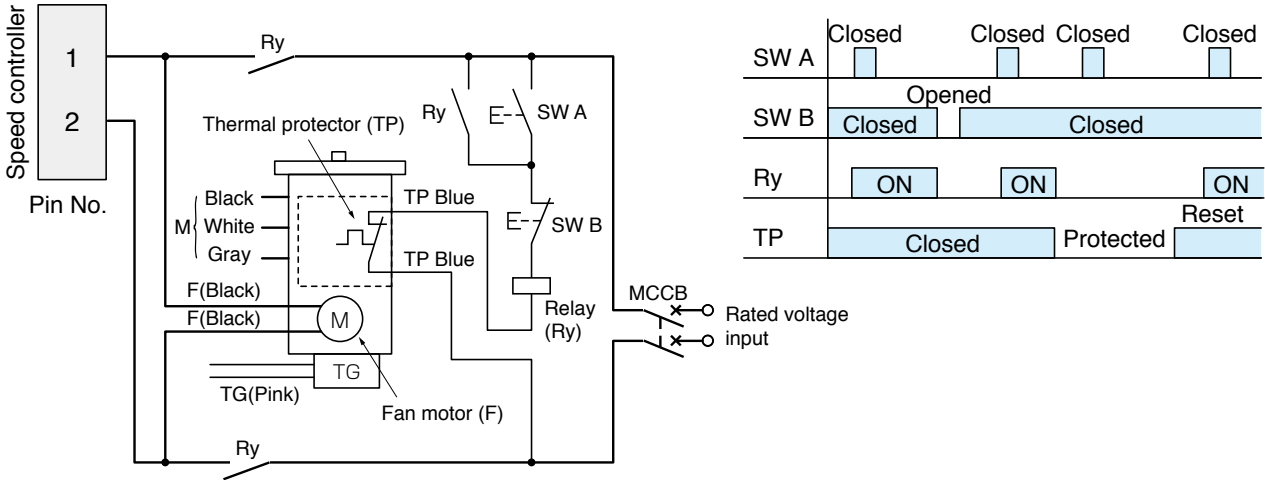 Speed controller
1
2
Pin No.
Ry
Thermal protector (TP)
Ry
SW A
Black
White
Gray
M
TP Blue
TP Blue
SW B
Relay
(Ry)
F(Black)
F(Black)
M
TG
TG(Pink)
Fan motor (F)
Ry
MCCB
Rated voltage
input
Closed Closed Closed Closed
SW A
Opened
SW B Closed Closed
Ry ON ON ON
Reset
TP Closed Protected